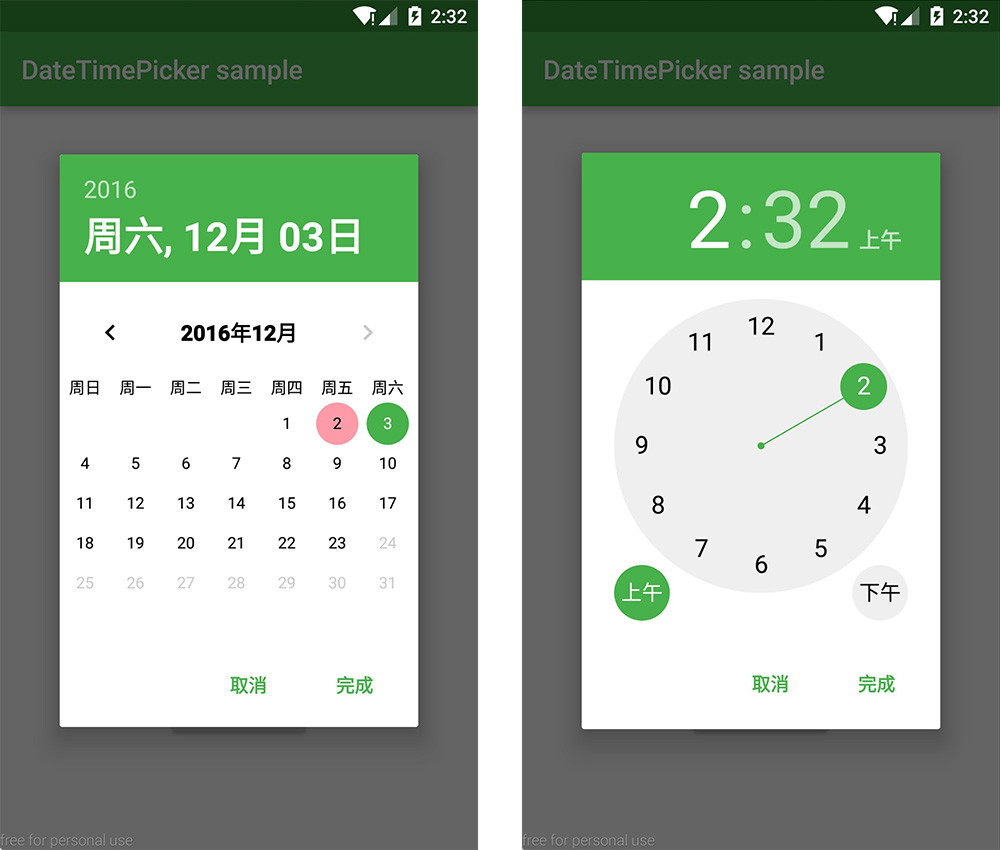 2:32
DateTimePicker sample
2016
周六, 12月 03日
2016年12月
周日 周一 周二 周三 周四 周五 周六
1 2 3
4 5 6 7 8 9 10
11 12 13 14 15 16 17
18 19 20 21 22 23 24
25 26 27 28 29 30 31
取消 完成
free for personal use
2:32
DateTimePicker sample
2:32 上午
12
11 1
10 2
9 3
8 4
7 5
6
上午 下午
取消 完成
free for personal use